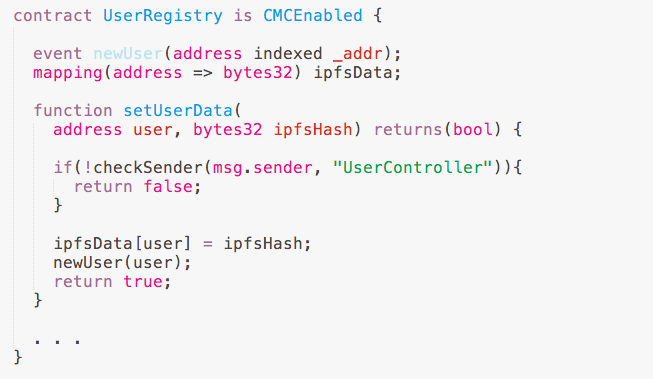 contract UserRegistry is CMCEnabled {
event newUser(address indexed _addr);
mapping(address => bytes32) ipfsData;
function setUserData(
address user, bytes32 ipfsHash) returns(bool) {
if(!checkSender(msg.sender, "UserController")){
return false;
}
ipfsData[user] = ipfsHash;
newUser(user);
return true;
}
. . .
}